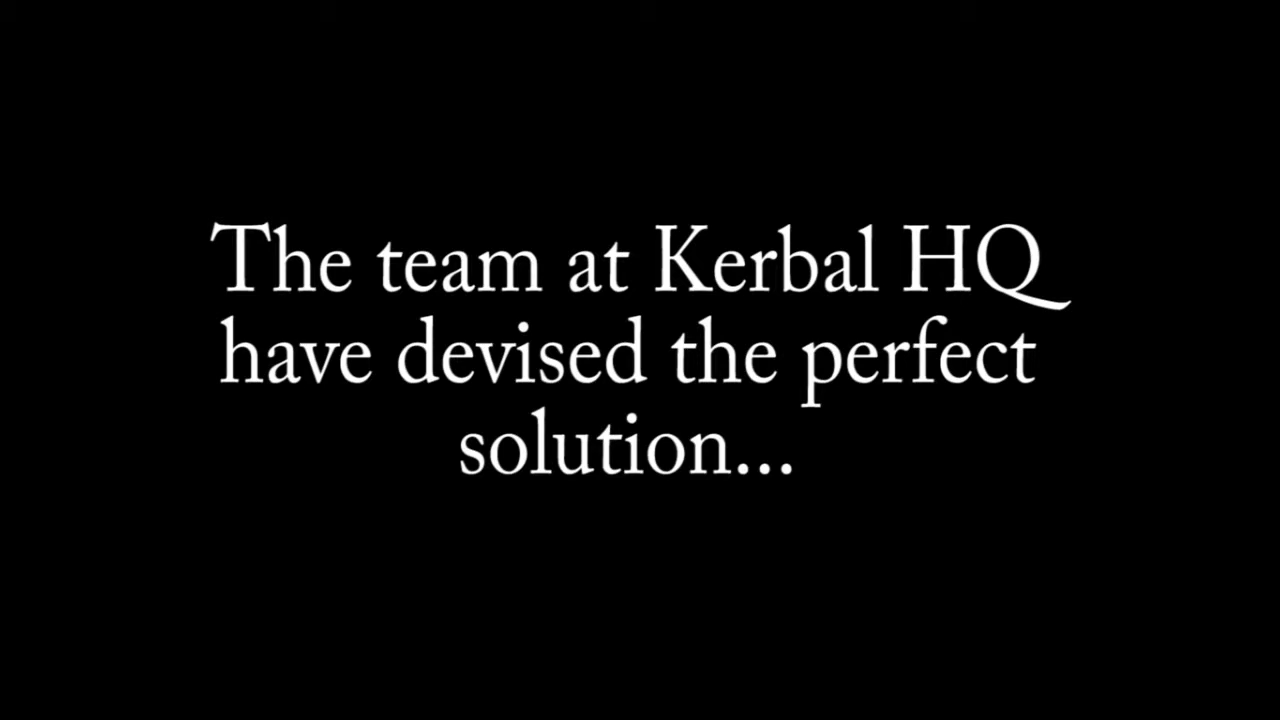 The team at Kerbal HQ
have devised the perfect
solution...